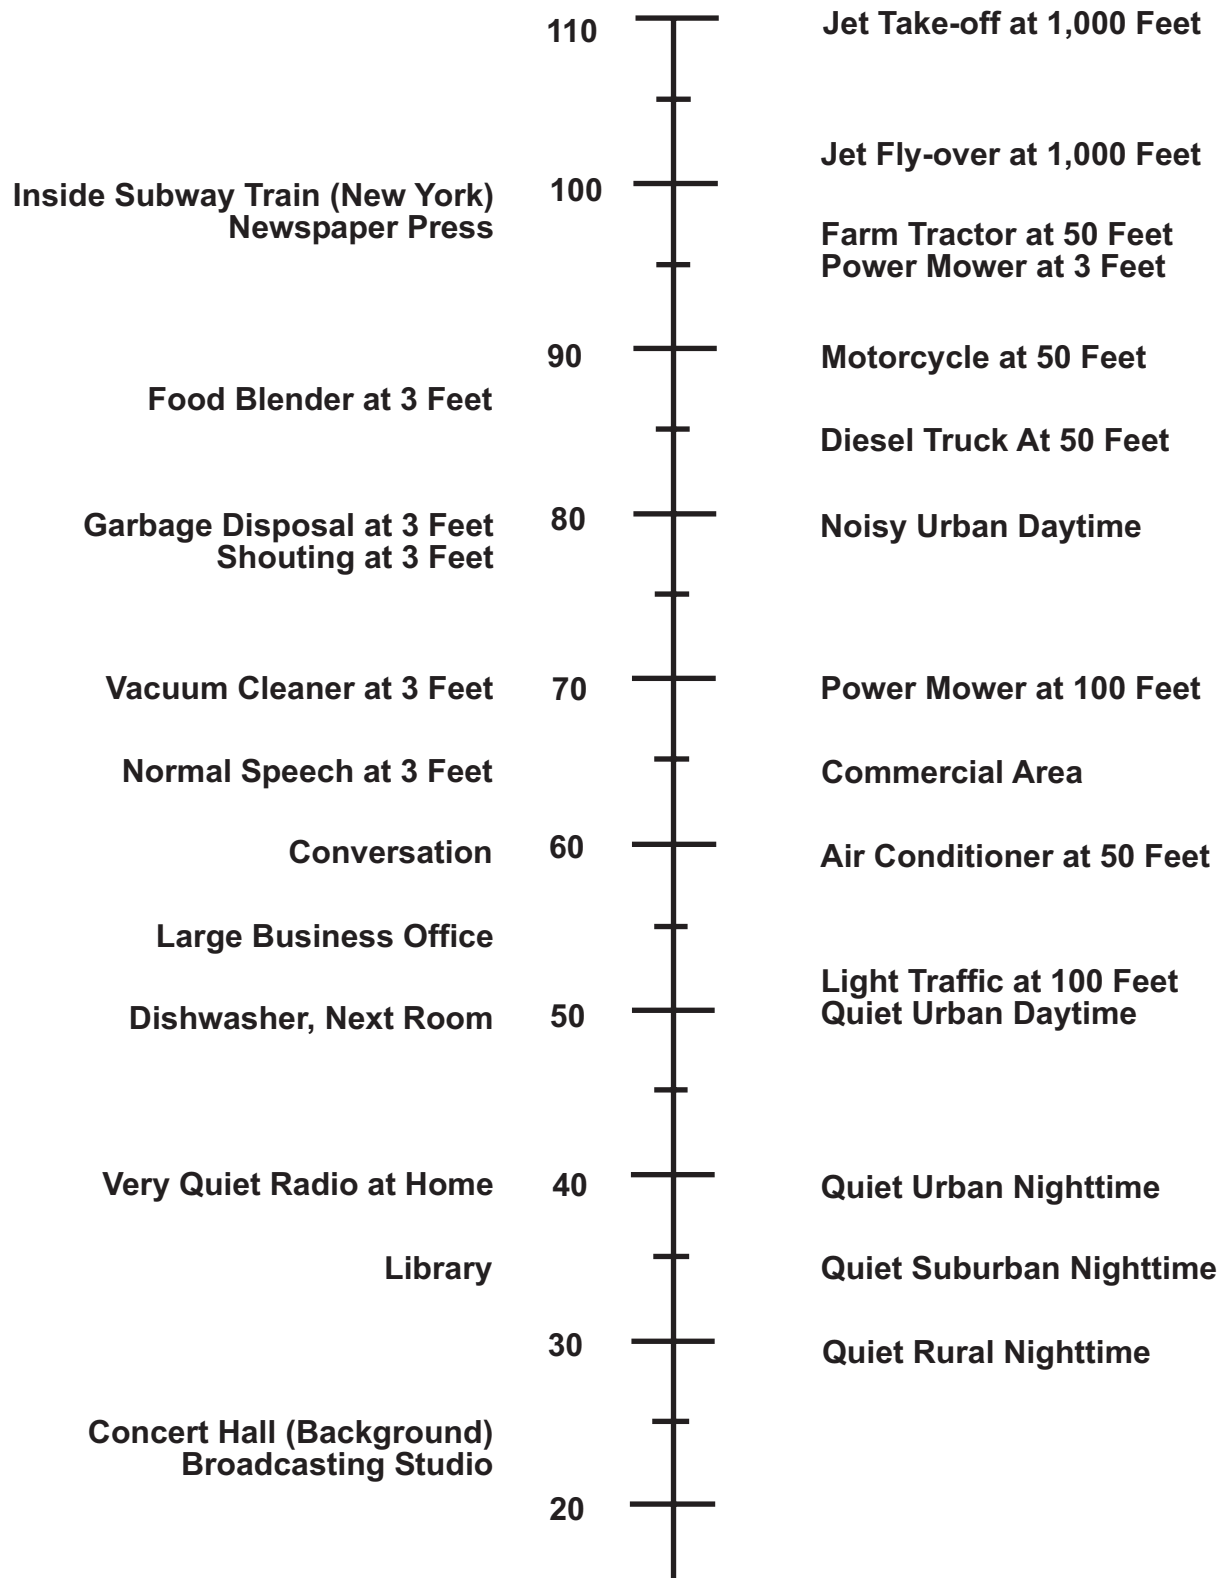 110
Jet Take-off at 1,000 Feet
Jet Fly-over at 1,000 Feet
Inside Subway Train (New York)
100
Newspaper Press
Farm Tractor at 50 Feet
Power Mower at 3 Feet
90
Motorcycle at 50 Feet
Food Blender at 3 Feet
Diesel Truck At 50 Feet
Garbage Disposal at 3 Feet
80
Noisy Urban Daytime
Shouting at 3 Feet
Vacuum Cleaner at 3 Feet
70
Power Mower at 100 Feet
Normal Speech at 3 Feet
Commercial Area
Conversation
60
Air Conditioner at 50 Feet
Large Business Office
Light Traffic at 100 Feet
Dishwasher, Next Room
50
Quiet Urban Daytime
Very Quiet Radio at Home
40
Quiet Urban Nighttime
Library
Quiet Suburban Nighttime
30
Quiet Rural Nighttime
Concert Hall (Background)
Broadcasting Studio
20